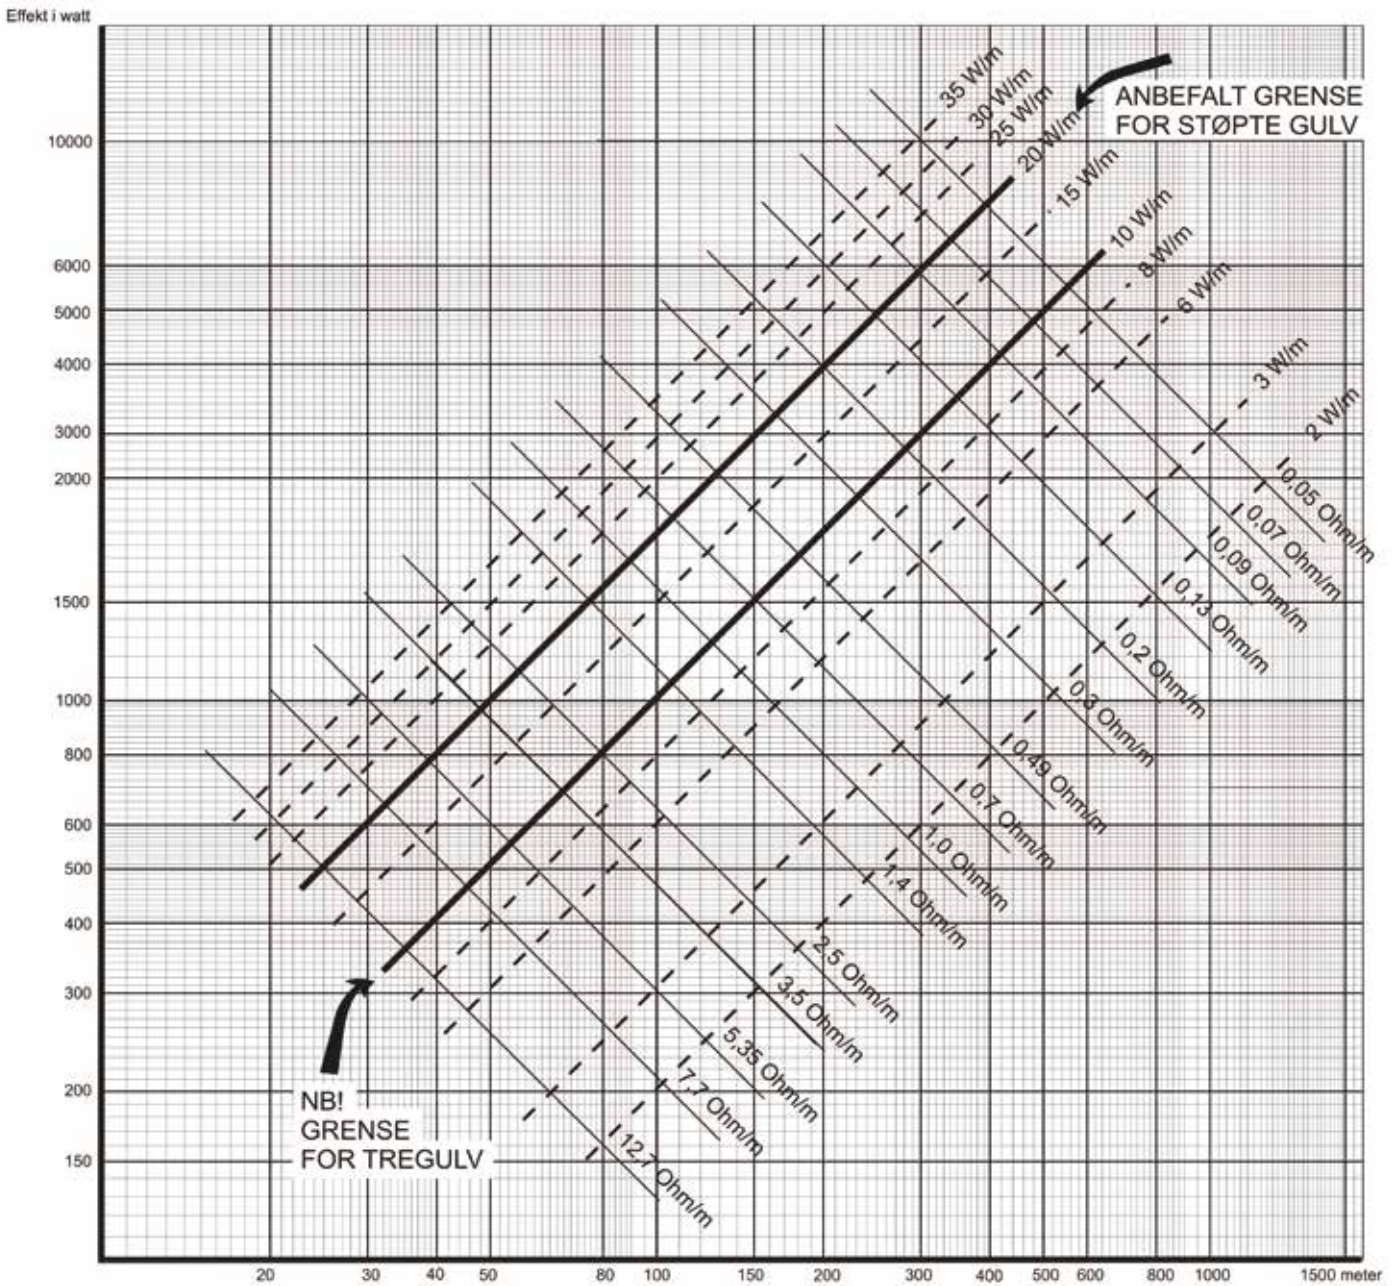 Effekt i watt
35 W/m
30 W/m
25 W/m
20 W/m
15 W/m
10 W/m
8 W/m
6 W/m
3 W/m
2 W/m
ANBEFALT GRENSE
FOR STØPTE GULV
10000
6000
5000
4000
3000
2000
1500
1000
800
600
500
400
300
200
150
0,05 Ohm/m
0,07 Ohm/m
0,09 Ohm/m
0,13 Ohm/m
0,2 Ohm/m
0,3 Ohm/m
0,49 Ohm/m
0,7 Ohm/m
1,0 Ohm/m
1,4 Ohm/m
2,5 Ohm/m
3,5 Ohm/m
5,35 Ohm/m
7,7 Ohm/m
12,7 Ohm/m
NB!
GRENSE
FOR TREGULV
20 30 40 50 80 100 150 200 300 400 500 600 800 1000 1500 meter